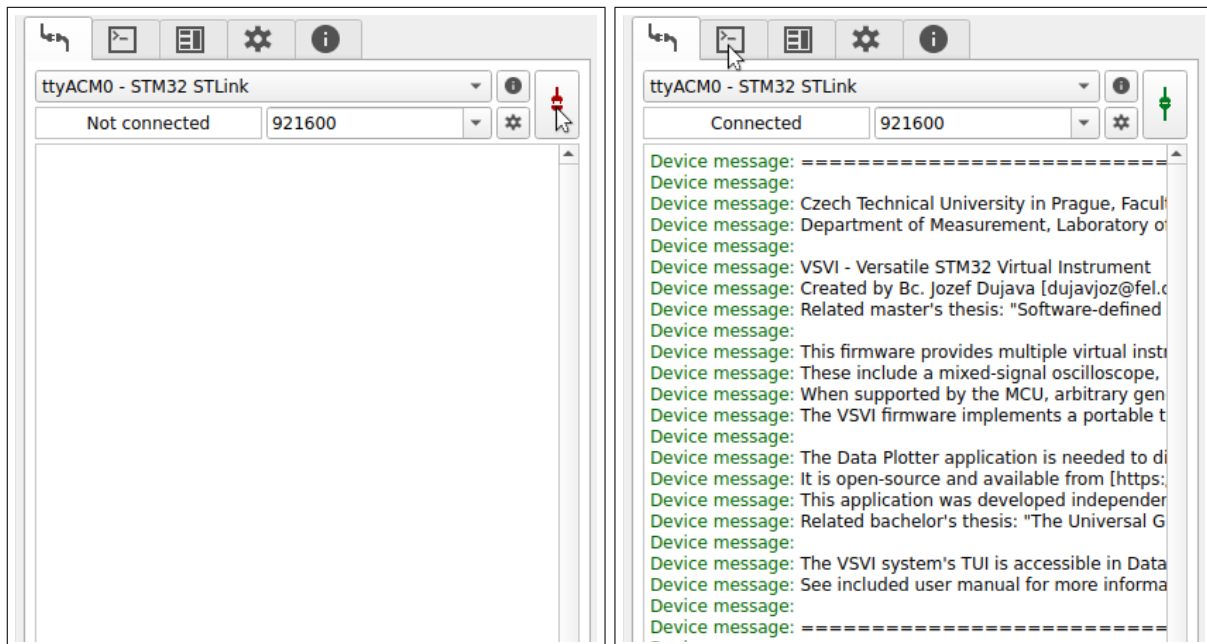 ttyACM0 - STM32 STLink
Not connected 921600
ttyACM0 - STM32 STLink
Connected 921600
Device message: ==========================
Device message:
Device message: Czech Technical University in Prague,
Device message: Department of Measurement, Laboratory
Device message:
Device message: VSVI - Versatile STM32 Virtual Instrument
Device message: Created by Bc. Jozef Dujava [dujavjoz@fel.
Device message: Related master's thesis: "Software-defined
Device message:
Device message: This firmware provides multiple virtual
Device message: These include a mixed-signal oscilloscope,
Device message: When supported by the MCU, arbitrary gen
Device message: The VSVI firmware implements a portable t
Device message:
Device message: The Data Plotter application is needed to di
Device message: It is open-source and available from [https:
Device message: This application was developed
Device message: Related bachelor's thesis: "The Universal G
Device message:
Device message: The VSVI system's TUI is accessible in Data
Device message: See included user manual for more informa
Device message:
Device message: ==========================